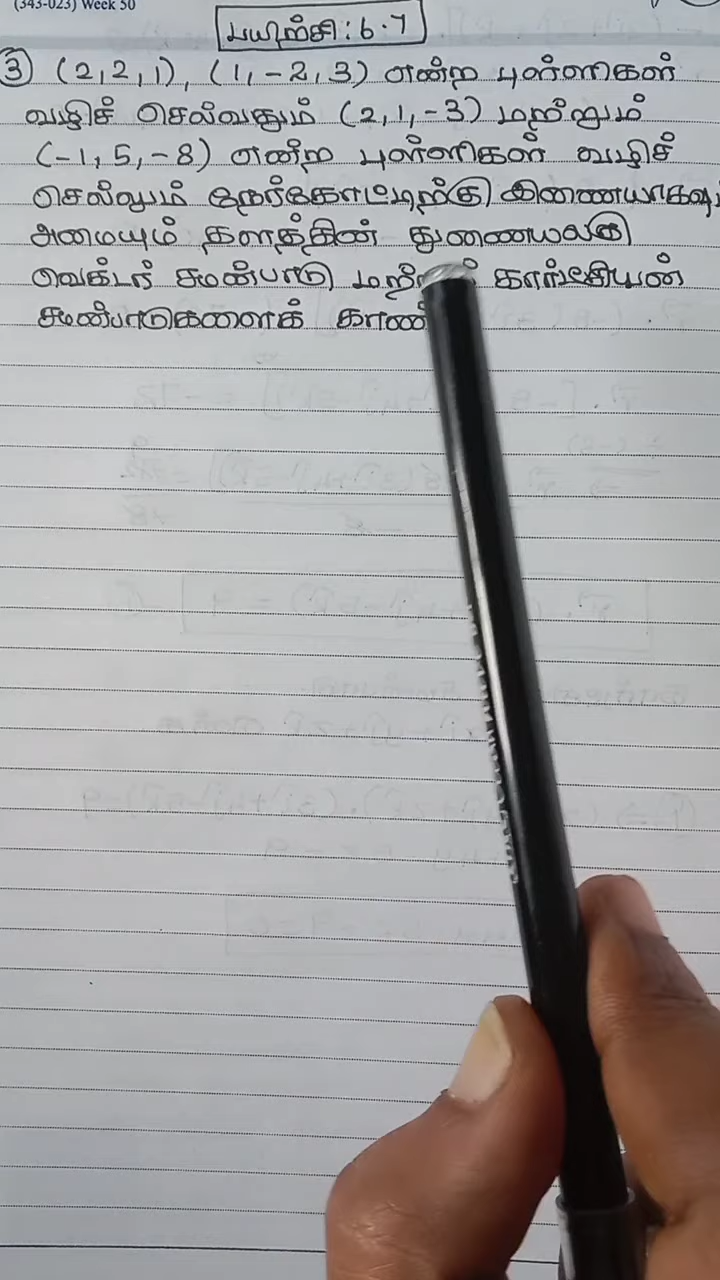 (343-023) Week 50
பயிற்சி: 6.7
③ (2,2,1), (1,-2,3) என்ற புள்ளிகள்
வழிச் செல்வதும் (2,1,-3) மற்றும்
(-1,5,-8) என்ற புள்ளிகள் வழிச்
செல்லும் நேர்கோட்டிற்கு இணையாகவும்
அமையும் தளத்தின் துணையலகு
வெக்டர் சமன்பாடு கார்டீசியன்
சமன்பாடுகளைக் காண்